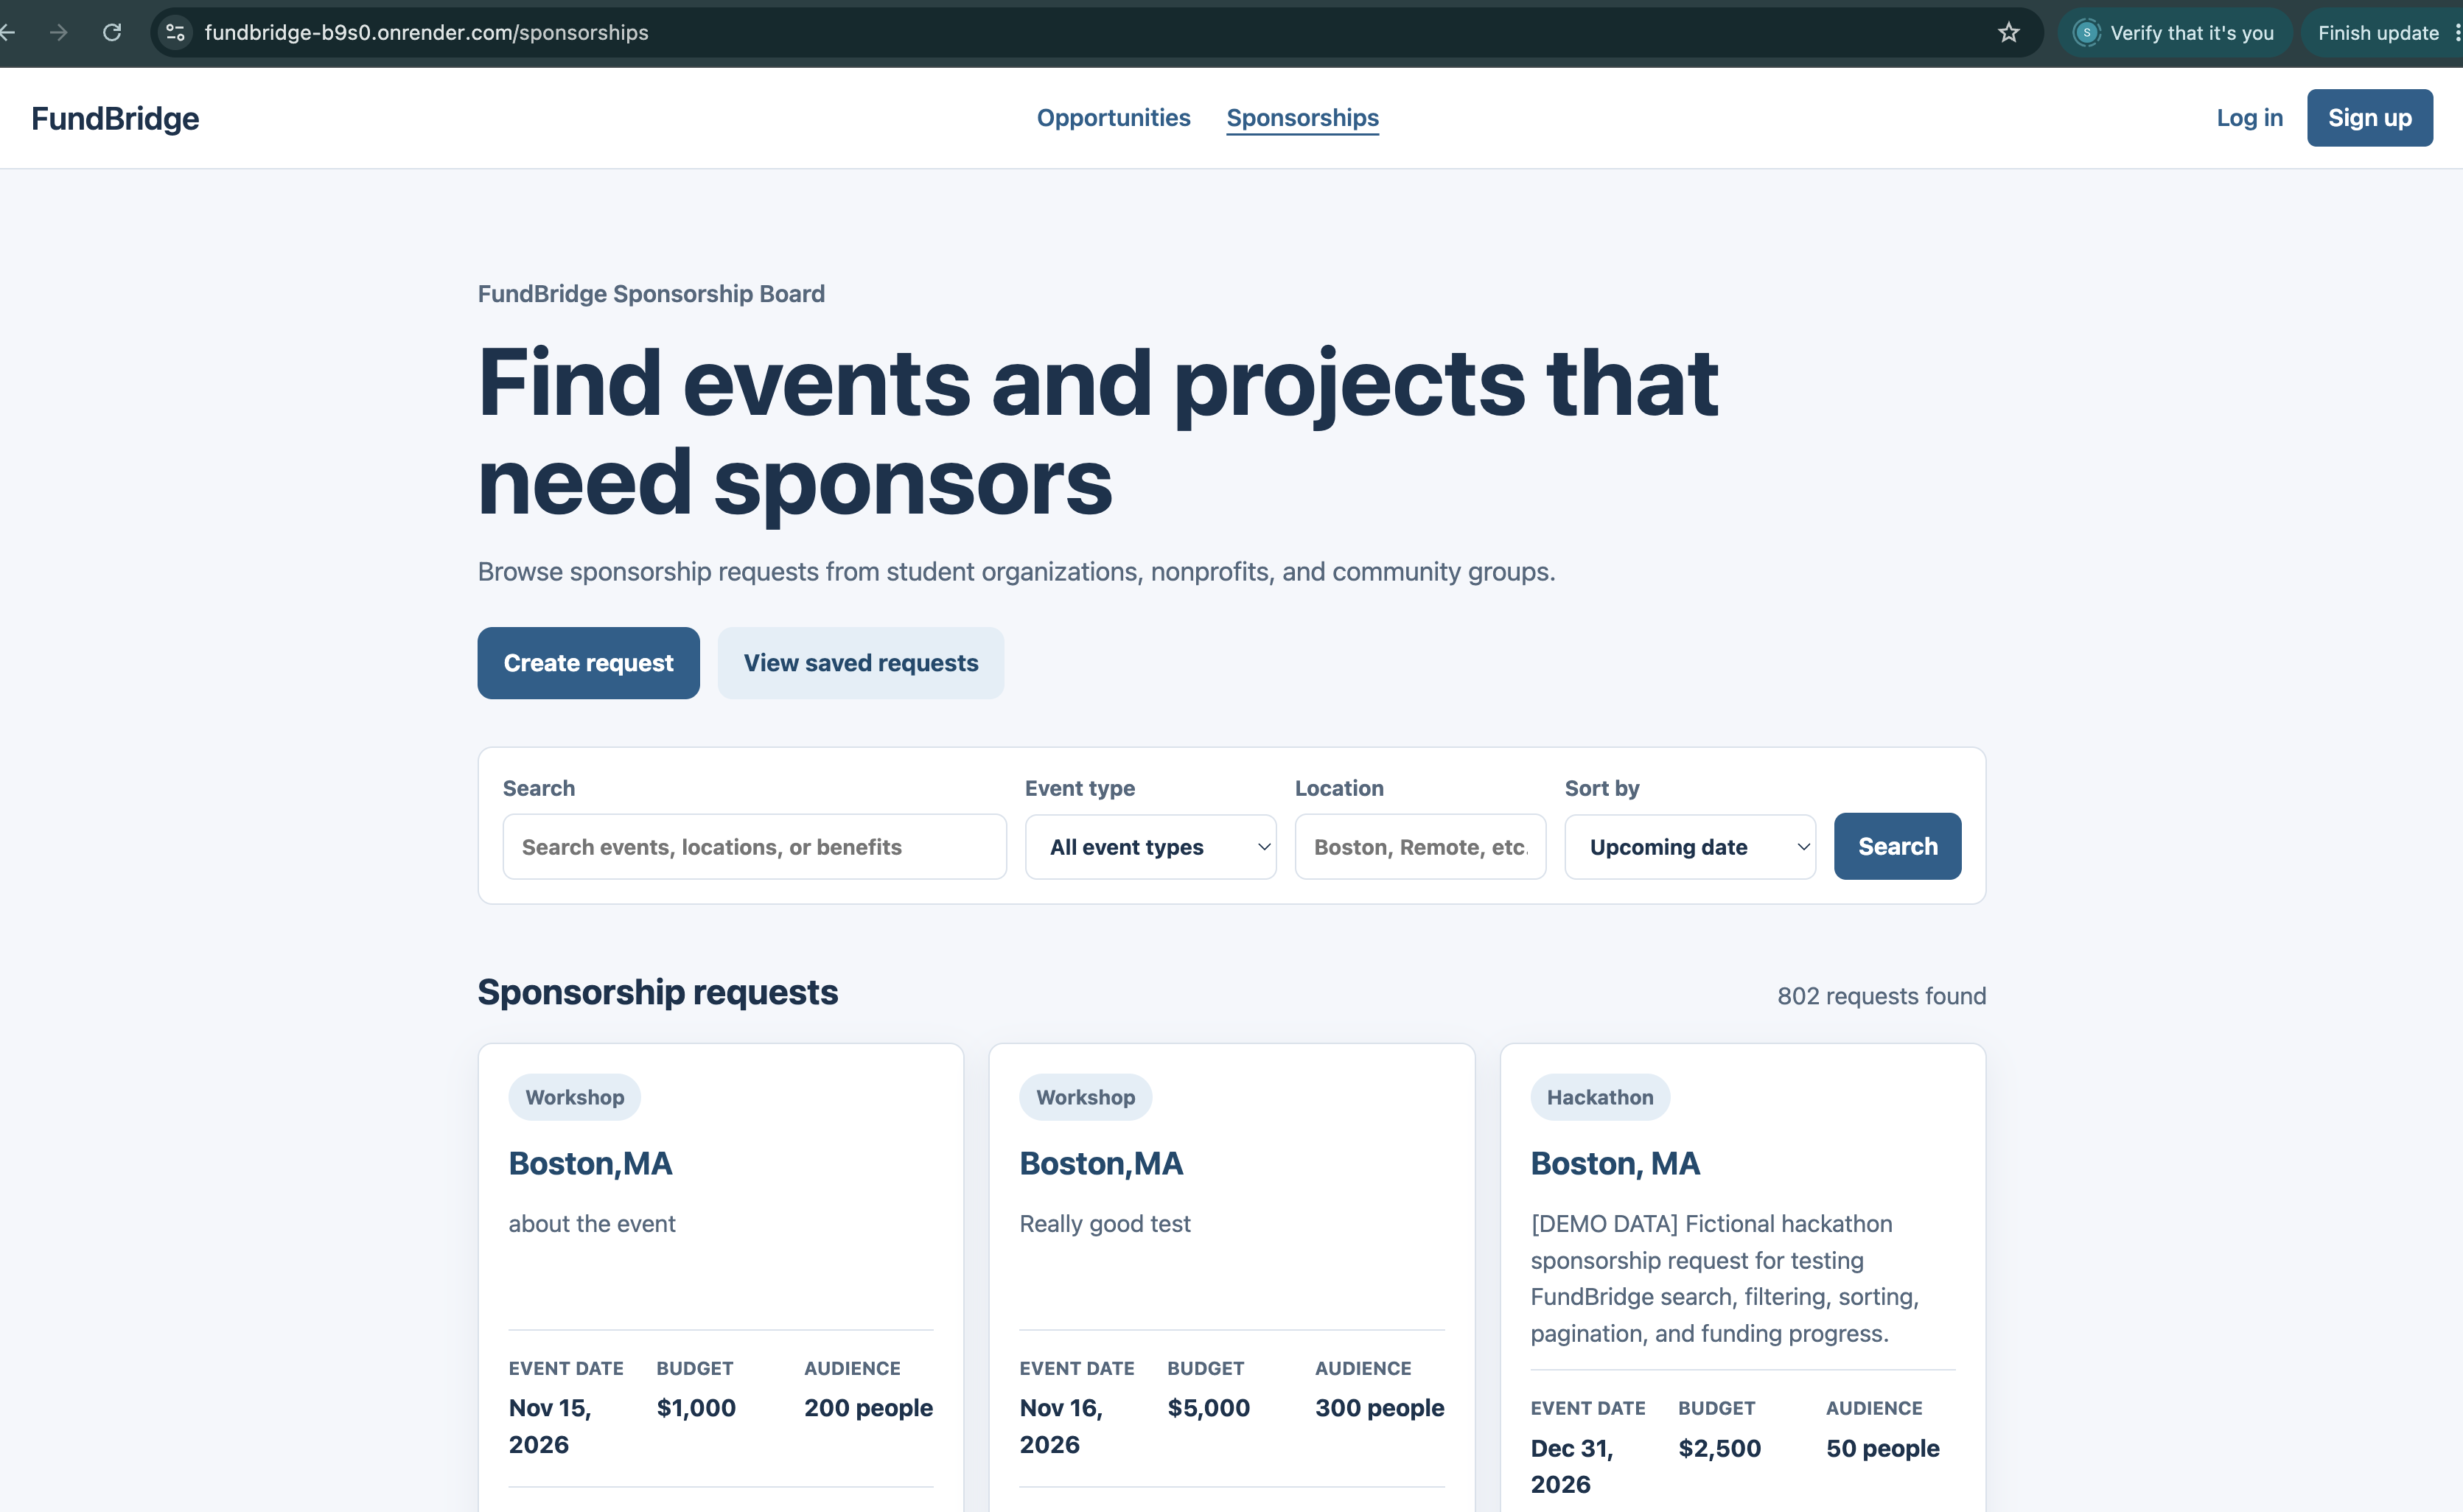 fundbridge-b9s0.onrender.com/sponsorships
S
Verify that it's you
Finish update
FundBridge
Opportunities
Sponsorships
Log in
Sign up
FundBridge Sponsorship Board
Find events and projects that
need sponsors
Browse sponsorship requests from student organizations, nonprofits, and community groups.
Create request
View saved requests
Search
Event type
Location
Sort by
Search events, locations, or benefits
All event types
Boston, Remote, etc.
Upcoming date
Search
Sponsorship requests
802 requests found
Workshop
Boston,MA
about the event
EVENT DATE
BUDGET
AUDIENCE
Nov 15,
2026
$1,000
200 people
Workshop
Boston,MA
Really good test
EVENT DATE
BUDGET
AUDIENCE
Nov 16,
2026
$5,000
300 people
Hackathon
Boston, MA
[DEMO DATA] Fictional hackathon
sponsorship request for testing
FundBridge search, filtering, sorting,
pagination, and funding progress.
EVENT DATE
BUDGET
AUDIENCE
Dec 31,
2026
$2,500
50 people